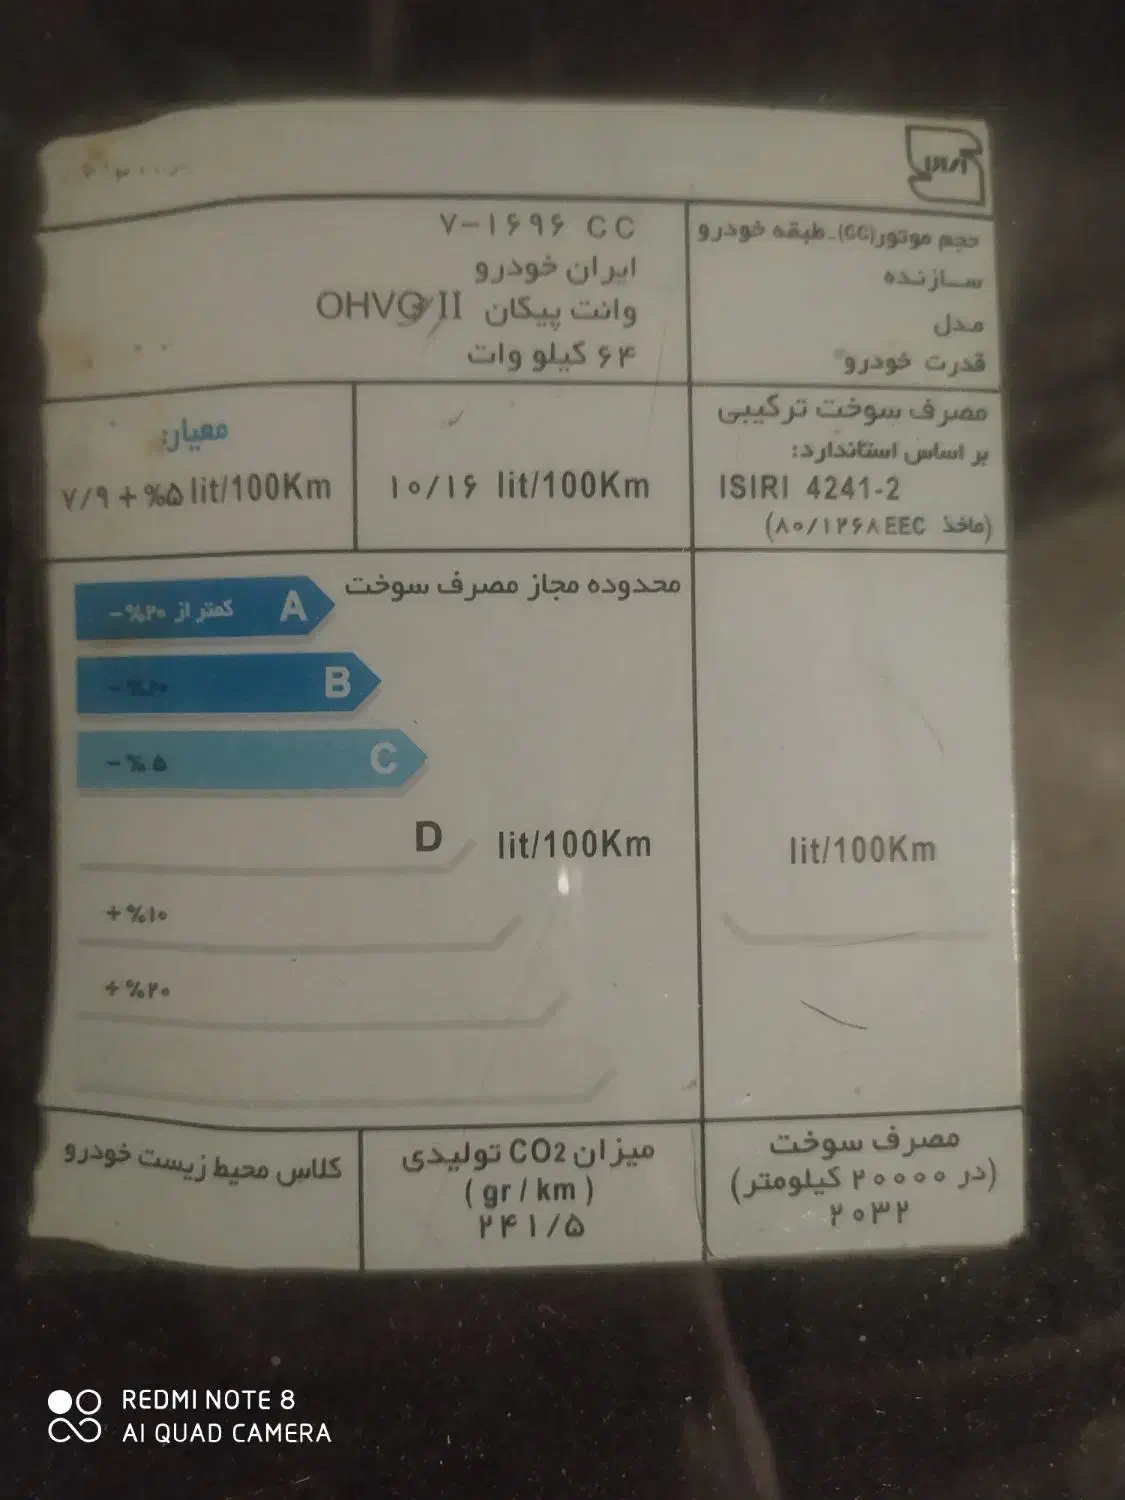 حجم موتور(CC)_ طبقه خودرو
۷-۱۶۹۶ CC
سازنده
ایران خودرو
مدل
وانت پیکان OHVG II
قدرت خودرو
۶۴ کیلو وات
مصرف سوخت ترکیبی
بر اساس استاندارد:
ISIRI 4241-2
(ماخذ ۸۰/۱۲۶۸EEC)
۱۰/۱۶ lit/100Km
معیار:
۷/۹ + %۵ lit/100Km
محدوده مجاز مصرف سوخت
A کمتر از ۲۰% -
B - %۱۰
C - % ۵
D
lit/100Km
lit/100Km
+ %۱۰
+ %۲۰
مصرف سوخت
(در ۲۰۰۰۰ کیلومتر)
۲۰۳۲
میزان CO2 تولیدی
( gr / km )
۲۴۱/۵
کلاس محیط زیست خودرو
REDMI NOTE 8
AI QUAD CAMERA